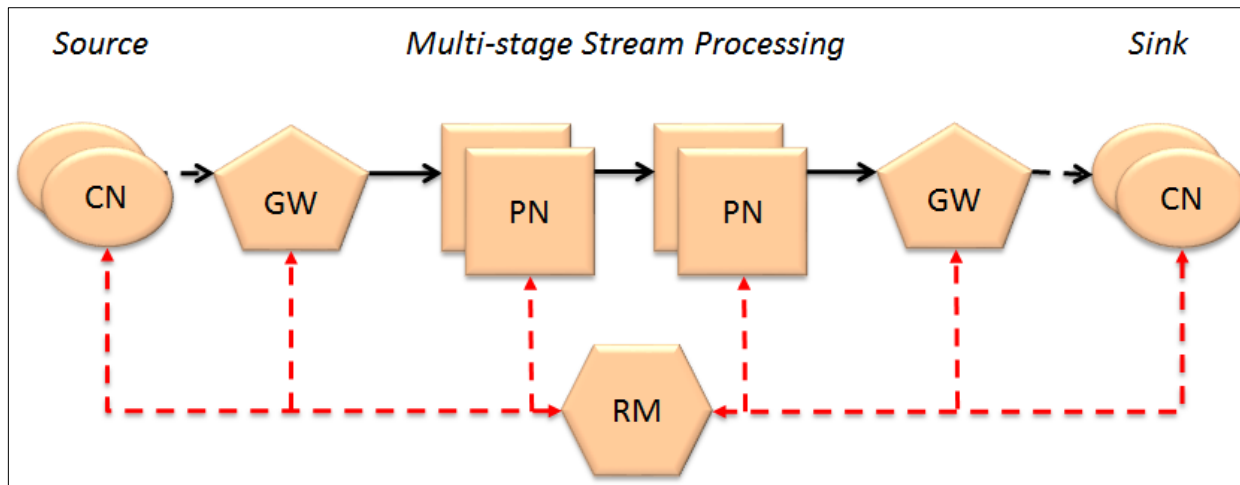 Source
Multi-stage Stream Processing
Sink
CN
GW
PN
PN
GW
CN
RM